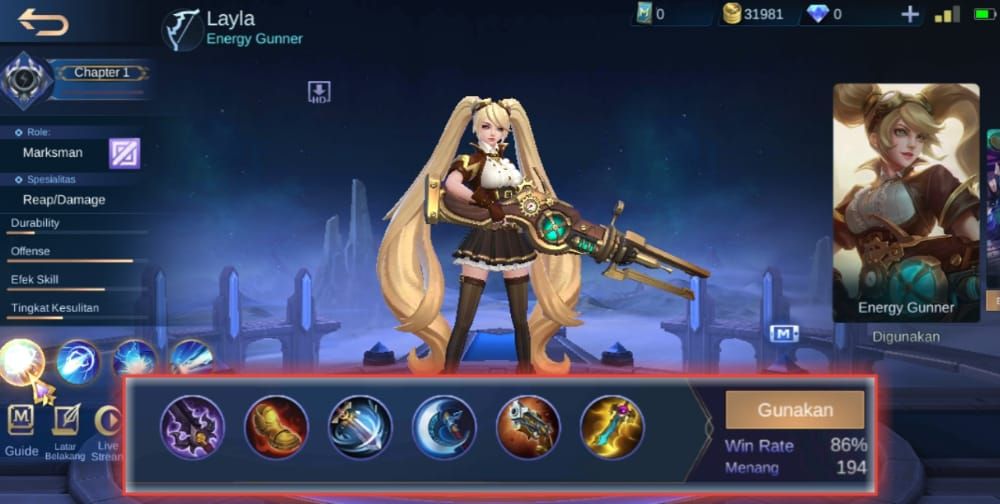 Layla
Energy Gunner
0
31981
0
Chapter 1
HD
Role:
Marksman
Spesialitas
Reap/Damage
Durability
Offense
Efek Skill
Tingkat Kesulitan
Energy Gunner
M
Digunakan
M
Guide
Latar
Belakang
Live
Stream
Gunakan
Win Rate 86%
Menang 194